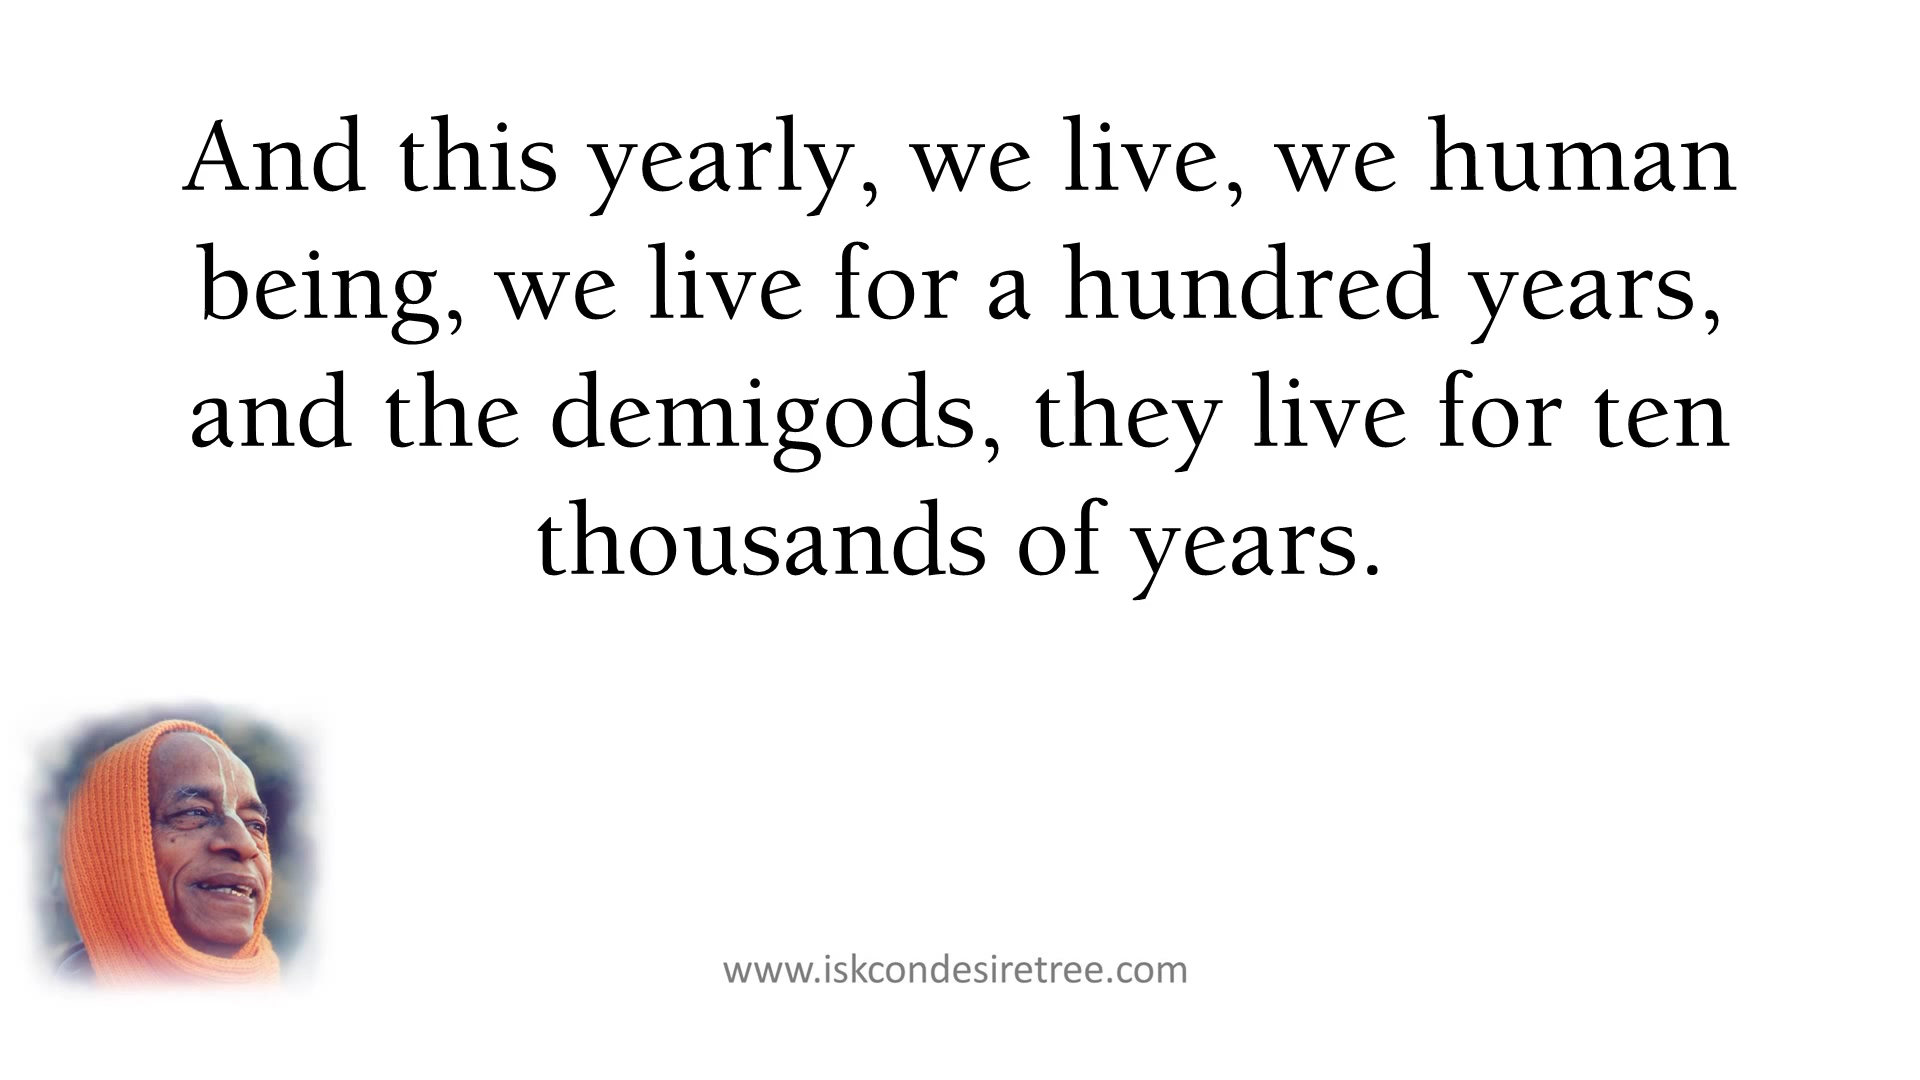 And this yearly, we live, we human
being, we live for a hundred years,
and the demigods, they live for ten
thousands of years.
www.iskcondesiretree.com